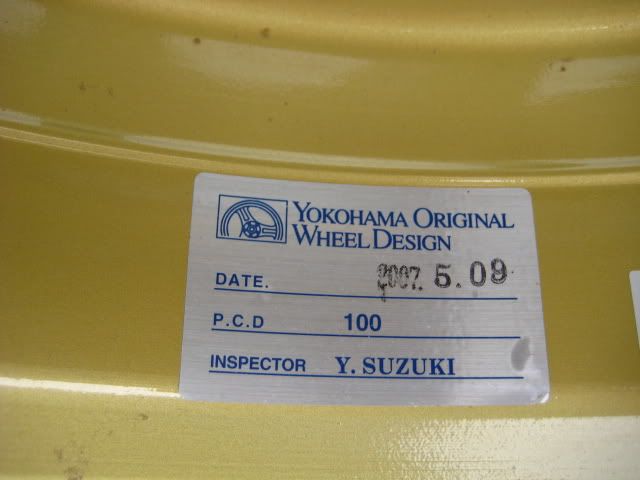 YOKOHAMA ORIGINAL
WHEEL DESIGN
DATE. 2007. 5.09
P.C.D 100
INSPECTOR Y. SUZUKI